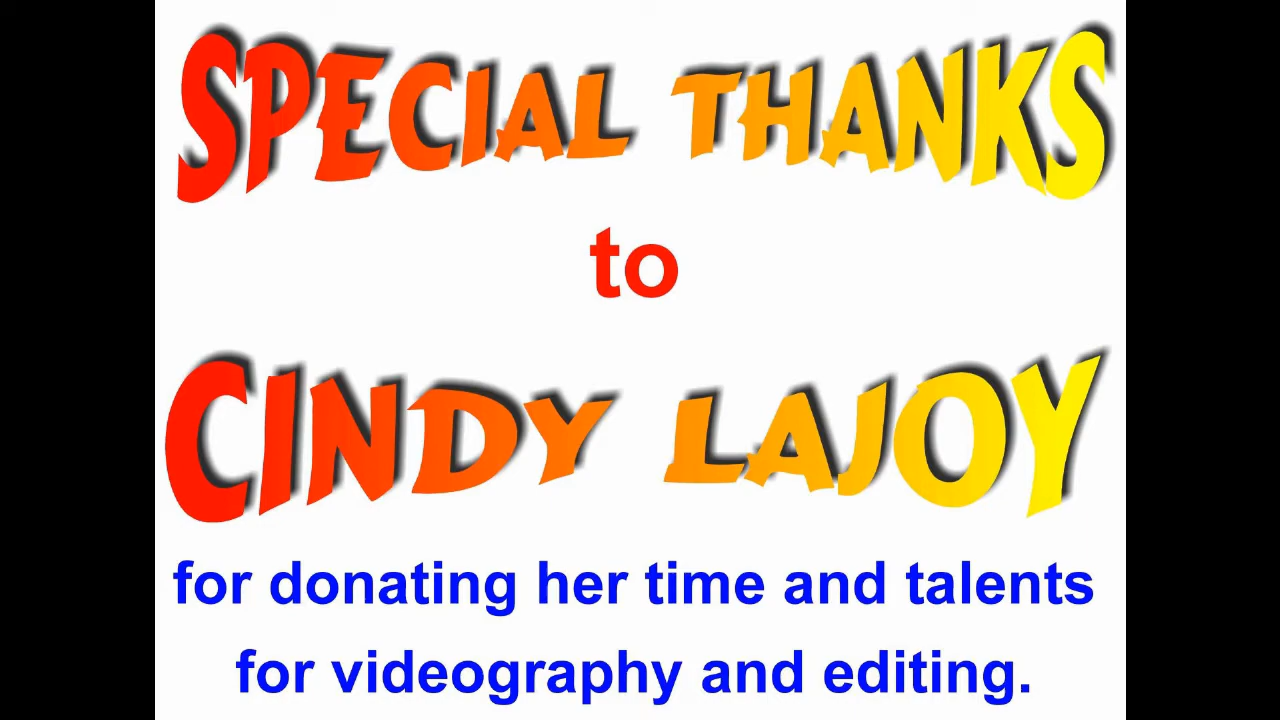 SPECIAL THANKS
to
CINDY LAJOY
for donating her time and talents
for videography and editing.